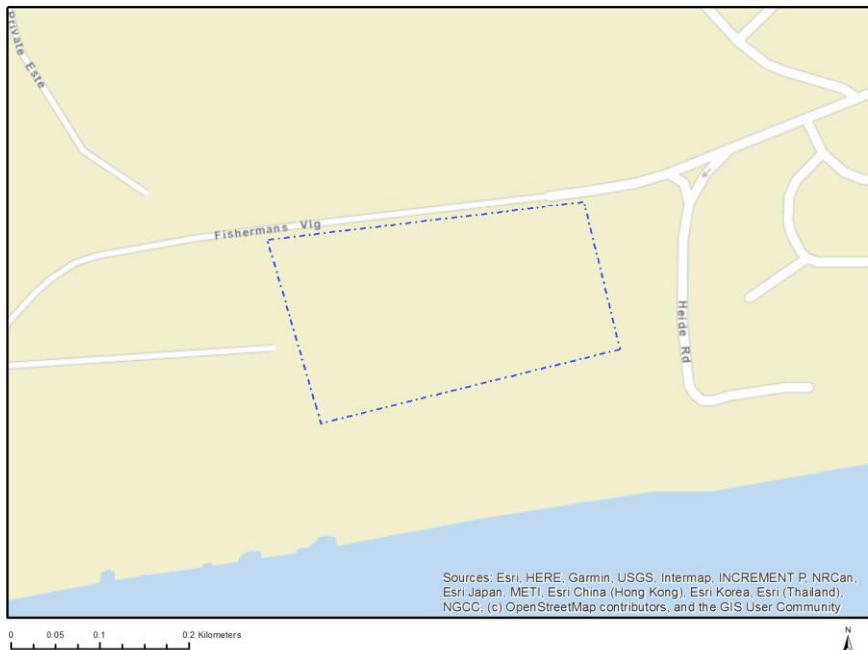 Private Este
Fishermans Vlg
Heide Rd
Sources: Esri, HERE, Garmin, USGS, Intermap, INCREMENT P, NRCan,
Esri Japan, METI, Esri China (Hong Kong), Esri Korea, Esri (Thailand),
NGCC, (c) OpenStreetMap contributors, and the GIS User Community
0 0.05 0.1 0.2 Kilometers
N